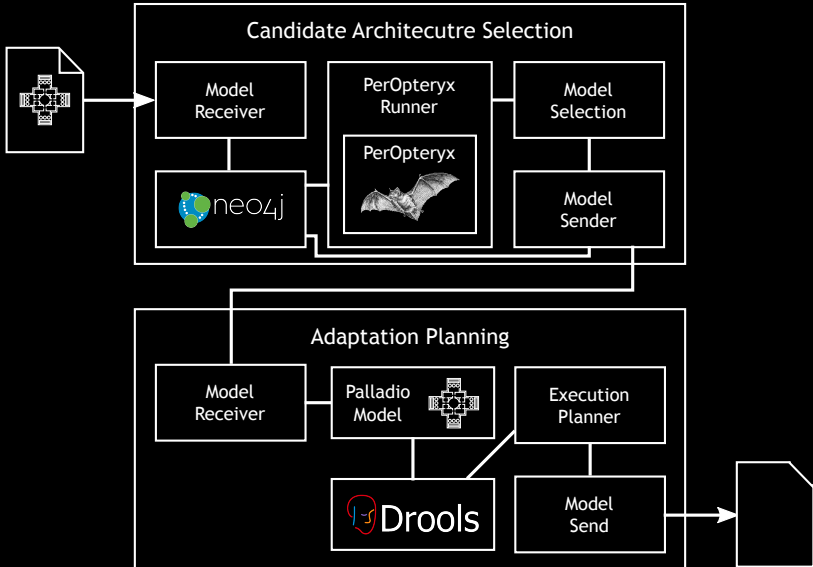 Candidate Architecutre Selection
Model
Receiver
PerOpteryx
Runner
Model
Selection
PerOpteryx
neo4j
Model
Sender
Adaptation Planning
Model
Receiver
Palladio
Model
Execution
Planner
Drools
Model
Send